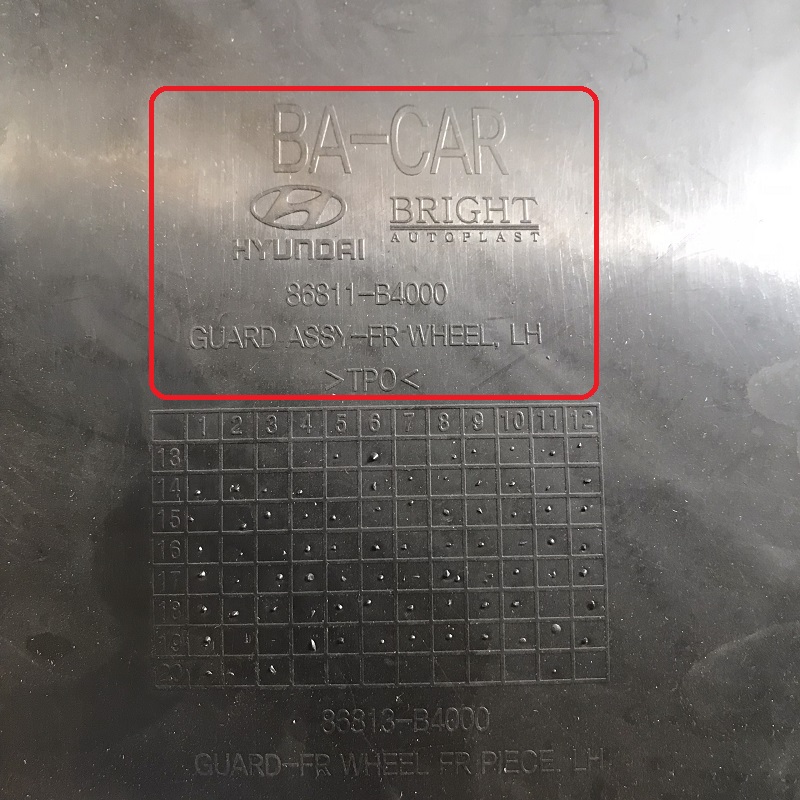 BA-CAR
HYUNDAI
BRIGHT
AUTOPLAST
86811-B4000
GUARD ASSY-FR WHEEL, LH
>TPO<
1 2 3 4 5 6 7 8 9 10 11 12
13
14
15
16
17
18
19
20
86813-B4000
GUARD-FR WHEEL FR PIECE, LH